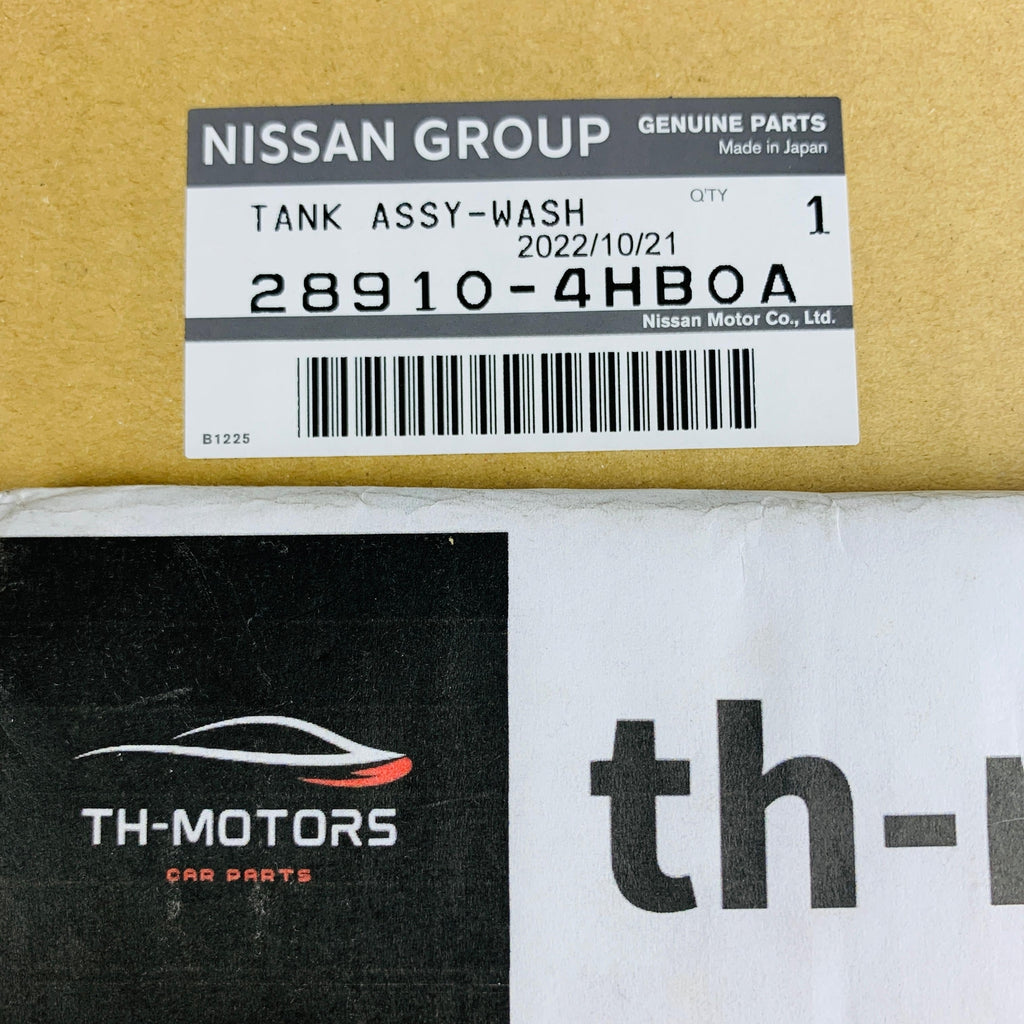 NISSAN GROUP
GENUINE PARTS
Made in Japan
TANK ASSY-WASH
Q'TY
1
2022/10/21
28910-4HB0A
Nissan Motor Co., Ltd.
B1225
TH-MOTORS
CAR PARTS
th-